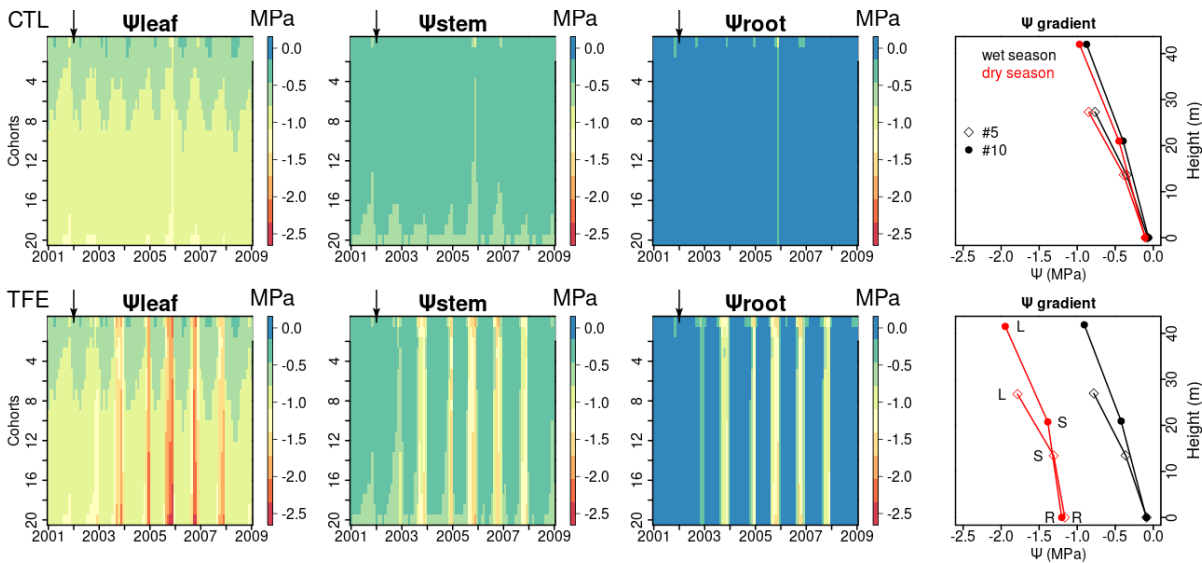 CTL
Ψleaf
MPa
Ψstem
MPa
Ψroot
MPa
Ψ gradient
Cohorts
4
8
12
16
20
2001 2003 2005 2007 2009
0.0
-0.5
-1.0
-1.5
-2.0
-2.5
4
8
12
16
20
2001 2003 2005 2007 2009
0.0
-0.5
-1.0
-1.5
-2.0
-2.5
4
8
12
16
20
2001 2003 2005 2007 2009
0.0
-0.5
-1.0
-1.5
-2.0
-2.5
wet season
dry season
#5
#10
-2.5 -2.0 -1.5 -1.0 -0.5 0.0
Ψ (MPa)
0 10 20 30 40
Height (m)
TFE
Ψleaf
MPa
Ψstem
MPa
Ψroot
MPa
Ψ gradient
Cohorts
4
8
12
16
20
2001 2003 2005 2007 2009
0.0
-0.5
-1.0
-1.5
-2.0
-2.5
4
8
12
16
20
2001 2003 2005 2007 2009
0.0
-0.5
-1.0
-1.5
-2.0
-2.5
4
8
12
16
20
2001 2003 2005 2007 2009
0.0
-0.5
-1.0
-1.5
-2.0
-2.5
L
L
S
S
R R
-2.5 -2.0 -1.5 -1.0 -0.5 0.0
Ψ (MPa)
0 10 20 30 40
Height (m)